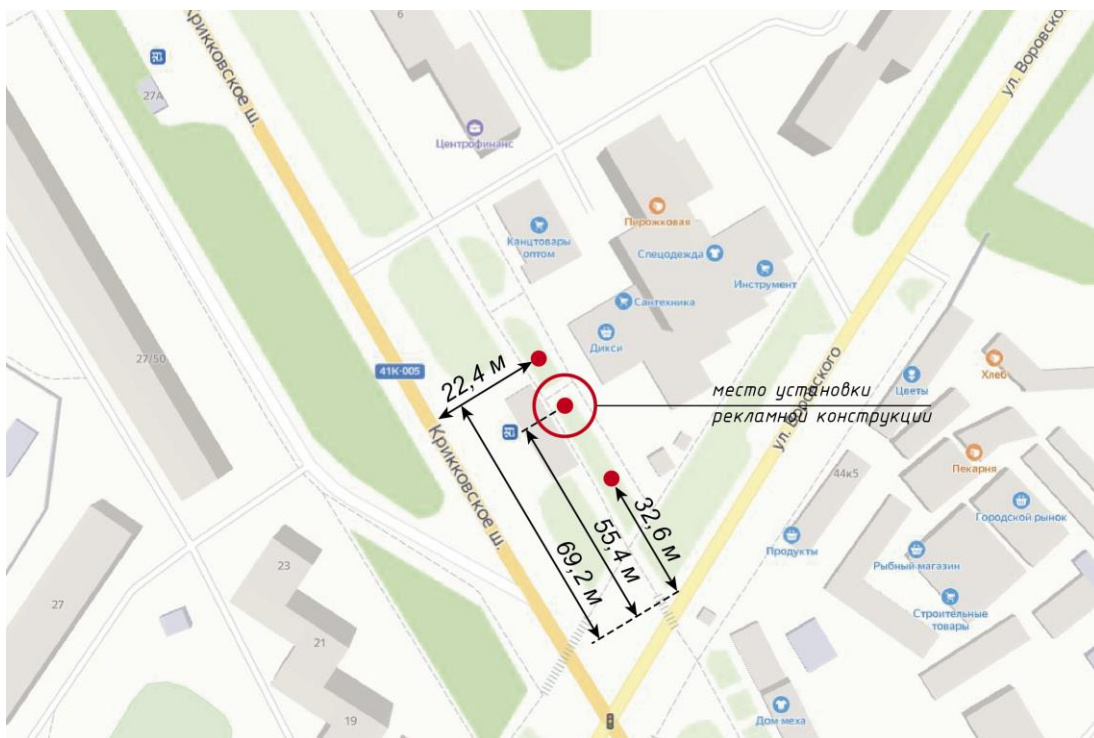 6
Крикковское ш.
ул. Воровского
27А
Центрофинанс
Пирожковая
Канцтовары
оптом
Спецодежда
Инструмент
Сантехника
Дикси
27/50
41К-005
22,4 м
место установки
рекламной конструкции
Цветы
Хлеб
Крикковское ш.
ул. Воровского
44к5
Пекарня
Городской рынок
32,6 м
55,4 м
69,2 м
Продукты
Рыбный магазин
Строительные
товары
23
27
21
19
Дом меха